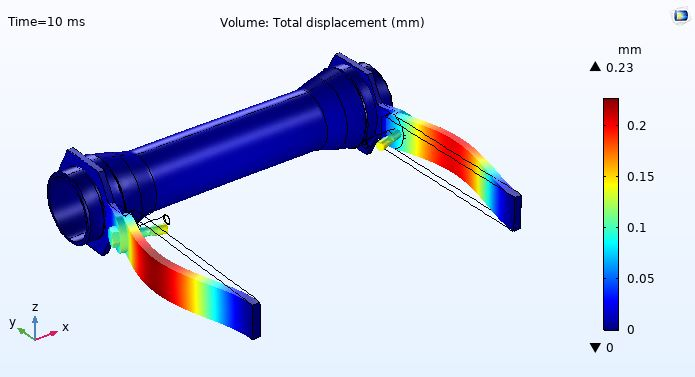 Time=10 ms
Volume: Total displacement (mm)
mm
▲ 0.23
0.2
0.15
0.1
0.05
0
▼ 0
z
y
x